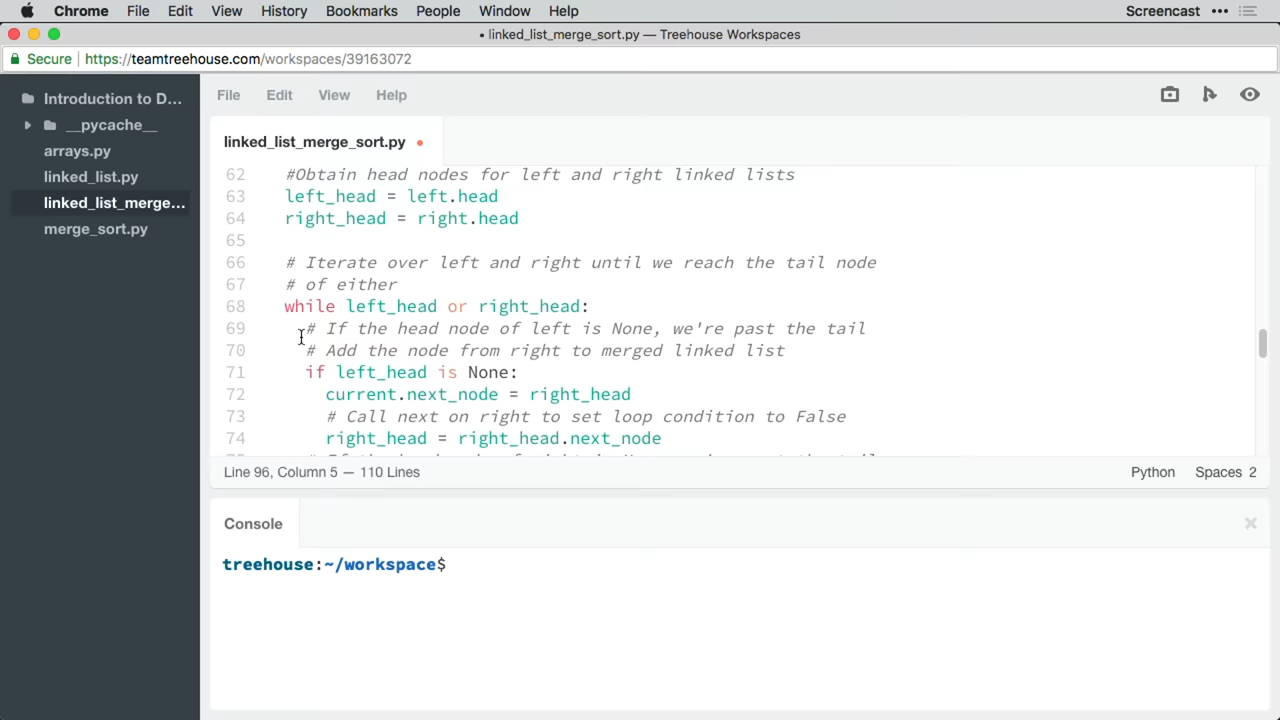 Chrome File Edit View History Bookmarks People Window Help Screencast •••
• linked_list_merge_sort.py — Treehouse Workspaces
Secure https://teamtreehouse.com/workspaces/39163072
Introduction to D...
__pycache__
arrays.py
linked_list.py
linked_list_merge...
merge_sort.py
File Edit View Help
linked_list_merge_sort.py
62 #Obtain head nodes for left and right linked lists
63 left_head = left.head
64 right_head = right.head
65
66 # Iterate over left and right until we reach the tail node
67 # of either
68 while left_head or right_head:
69 # If the head node of left is None, we're past the tail
70 # Add the node from right to merged linked list
71 if left_head is None:
72 current.next_node = right_head
73 # Call next on right to set loop condition to False
74 right_head = right_head.next_node
Line 96, Column 5 — 110 Lines Python Spaces 2
Console
treehouse:~/workspace$